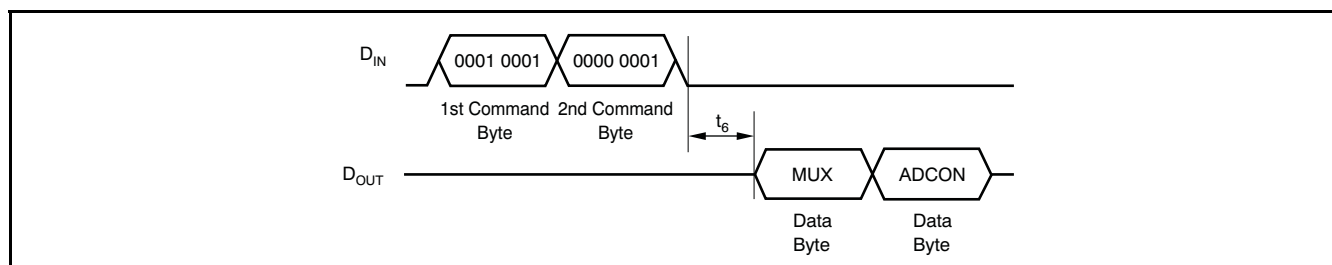 D_IN
0001 0001
0000 0001
1st Command Byte
2nd Command Byte
t_6
D_OUT
MUX
ADCON
Data Byte
Data Byte